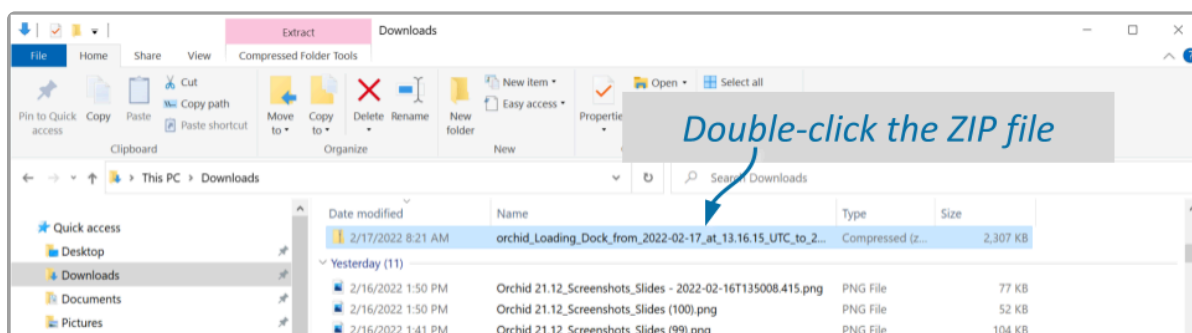 Extract Downloads
File Home Share View Compressed Folder Tools
Pin to Quick access
Copy
Paste
Cut
Copy path
Paste shortcut
Clipboard
Move to
Copy to
Delete
Rename
Organize
New folder
New item
Easy access
New
Open
Select all
Double-click the ZIP file
This PC > Downloads
Search Downloads
Quick access
Desktop
Downloads
Documents
Pictures
Date modified Name Type Size
2/17/2022 8:21 AM orchid_Loading_Dock_from_2022-02-17_at_13.16.15_UTC_to_2... Compressed (z... 2,307 KB
Yesterday (11)
2/16/2022 1:50 PM Orchid 21.12_Screenshots_Slides - 2022-02-16T135008.415.png PNG File 77 KB
2/16/2022 1:50 PM Orchid 21.12_Screenshots_Slides (100).png PNG File 52 KB
2/16/2022 1:41 PM Orchid 21.12_Screenshots_Slides (99).png PNG File 104 KB